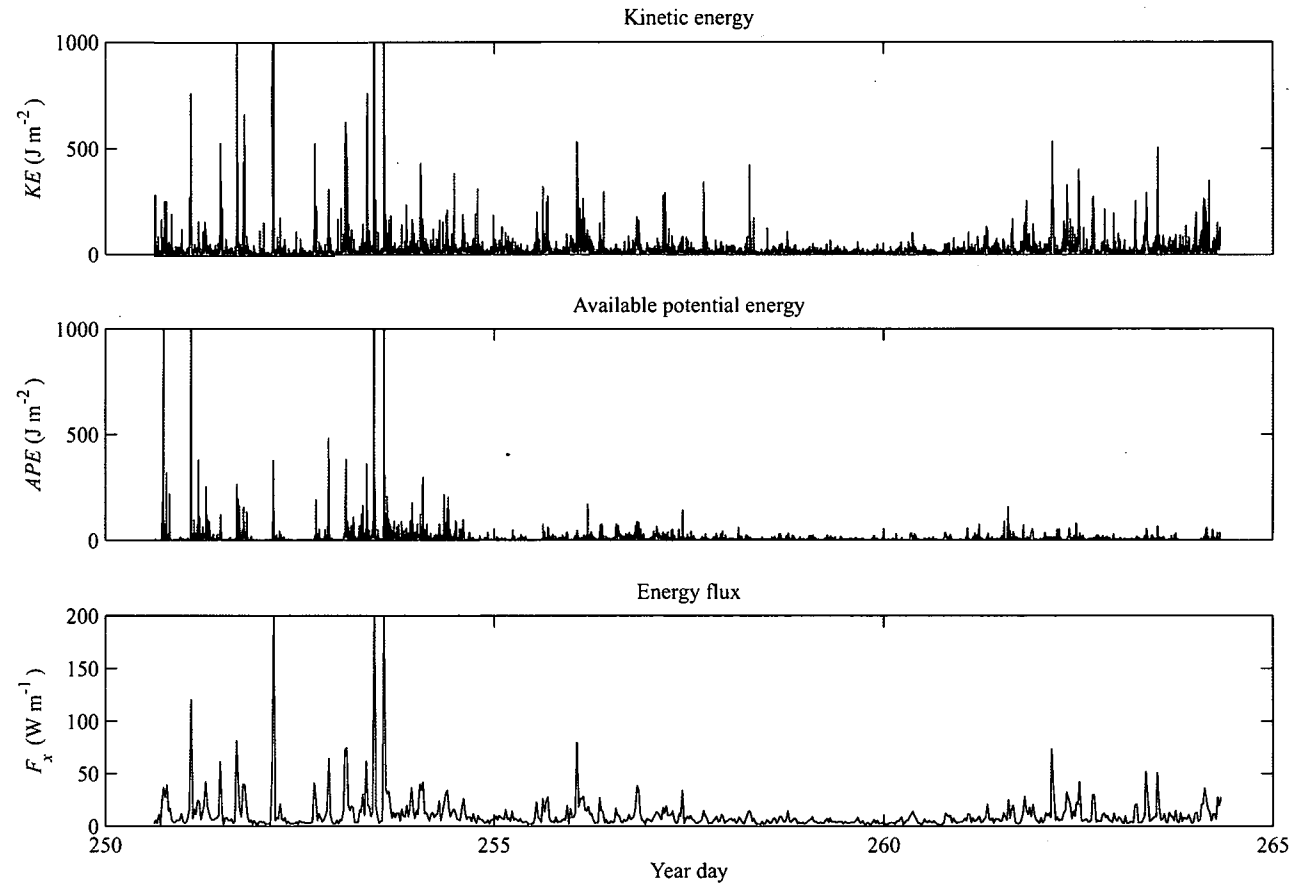 Kinetic energy
1000
500
0
KE (J m-2)
Available potential energy
1000
500
0
APE (J m-2)
Energy flux
200
150
100
50
0
Fx (W m-1)
250 255 260 265
Year day